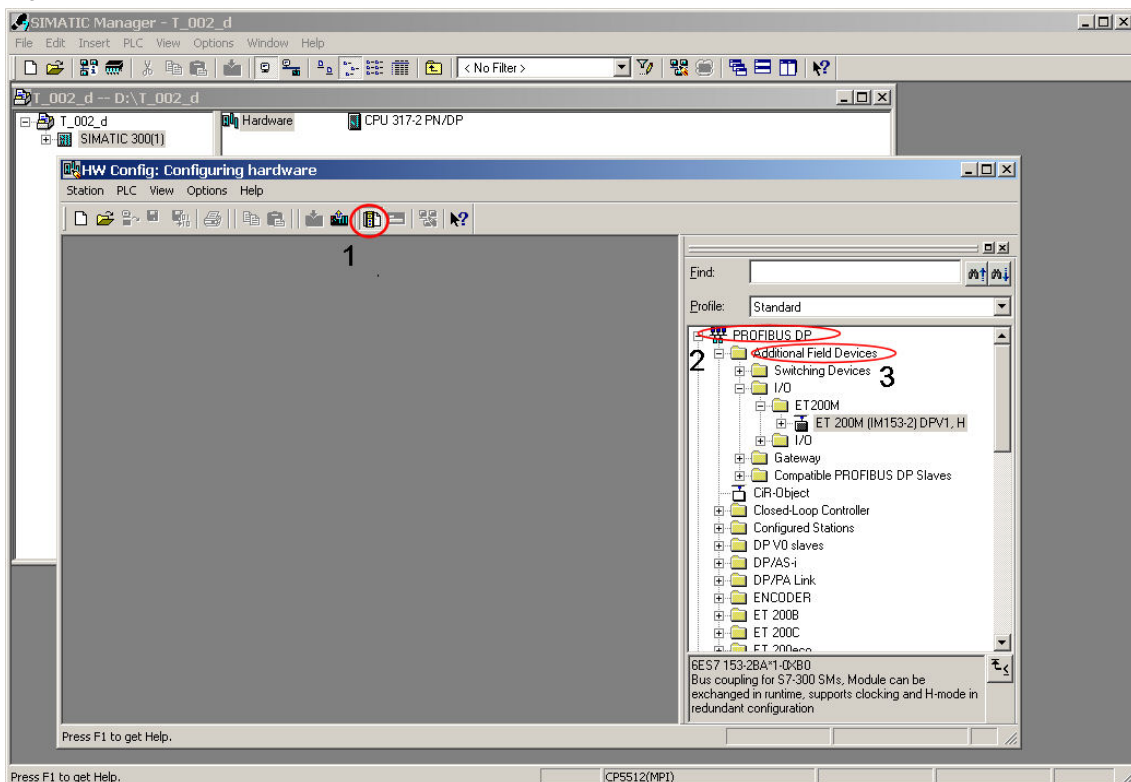 SIMATIC Manager - T_002_d
File Edit Insert PLC View Options Window Help
< No Filter >
T_002_d -- D:\T_002_d
T_002_d
SIMATIC 300(1)
Hardware
CPU 317-2 PN/DP
HW Config: Configuring hardware
Station PLC View Options Help
1
Find:
Profile: Standard
PROFIBUS DP
2
Additional Field Devices
Switching Devices
3
I/O
ET200M
ET 200M (IM153-2) DPV1, H
I/O
Gateway
Compatible PROFIBUS DP Slaves
CiR-Object
Closed-Loop Controller
Configured Stations
DP V0 slaves
DP/AS-i
DP/PA Link
ENCODER
ET 200B
ET 200C
ET 200eco
6ES7 153-2BA*1-0XB0
Bus coupling for S7-300 SMs, Module can be
exchanged in runtime, supports clocking and H-mode in
redundant configuration
Press F1 to get Help.
Press F1 to get Help.
CP5512(MPI)